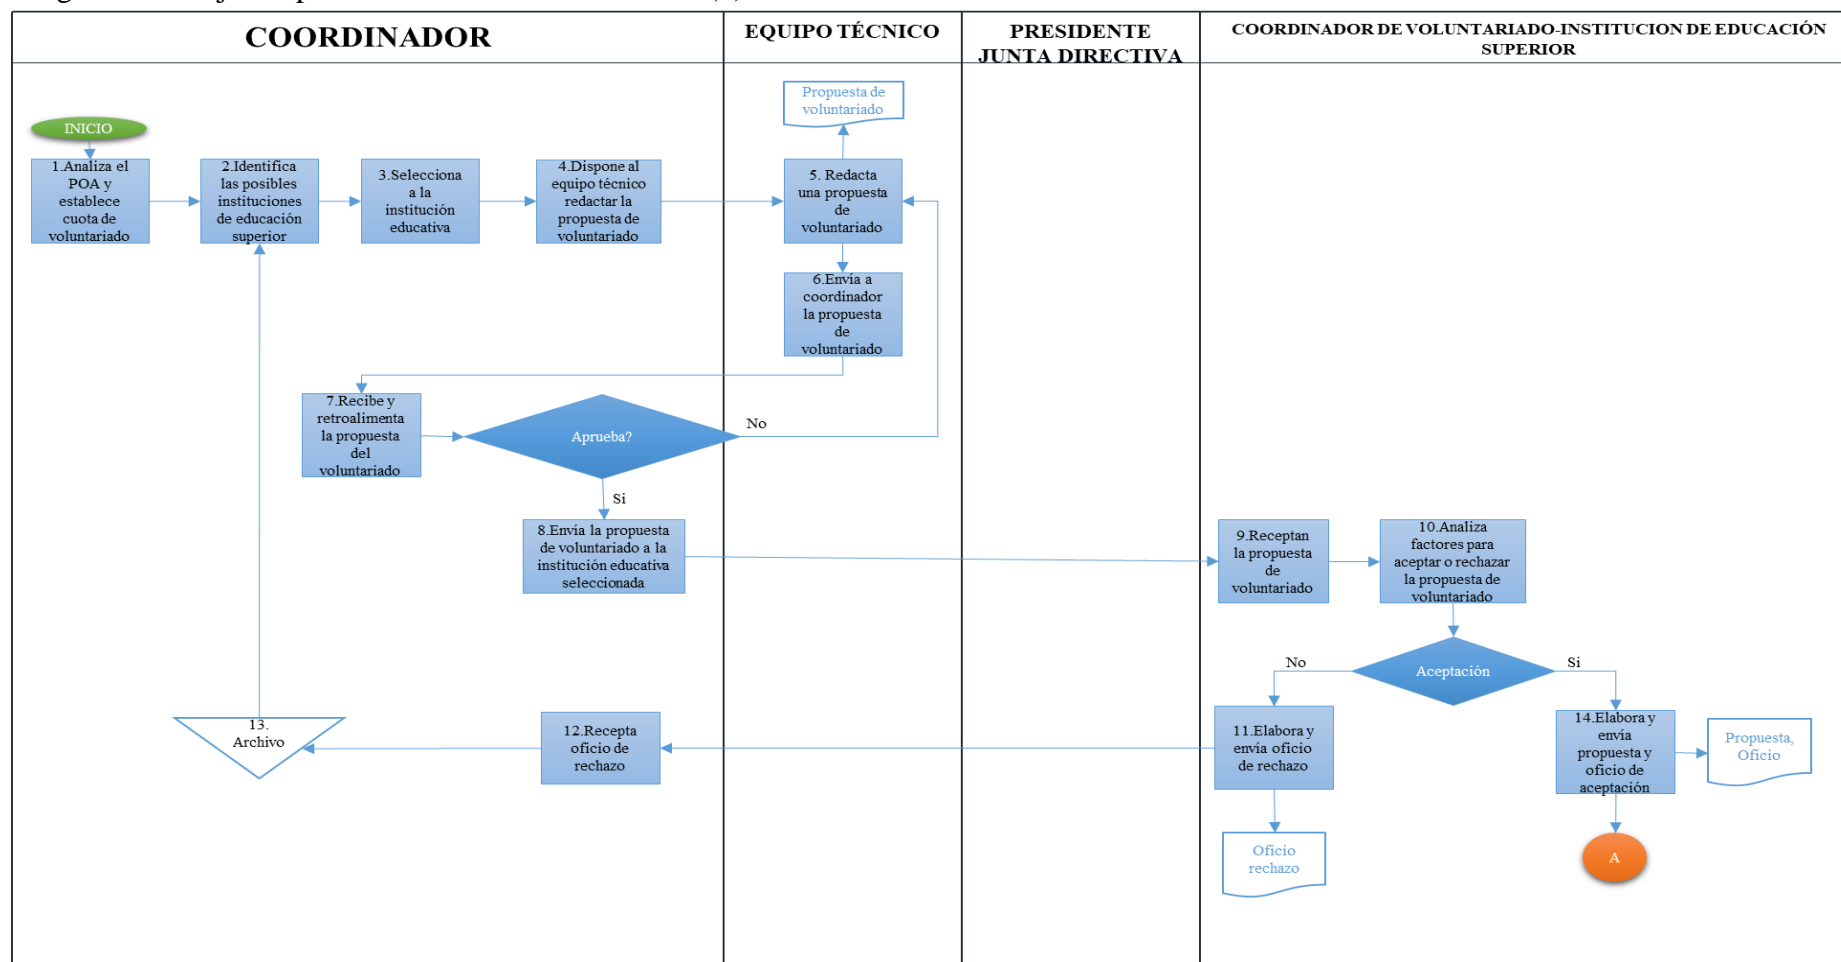 COORDINADOR
EQUIPO TÉCNICO
PRESIDENTE
JUNTA DIRECTIVA
COORDINADOR DE VOLUNTARIADO-INSTITUCION DE EDUCACIÓN
SUPERIOR
INICIO
1.Analiza el
POA y
establece
cuota de
voluntariado
2.Identifica
las posibles
instituciones
de educación
superior
3.Selecciona
a la
institución
educativa
4.Dispone al
equipo técnico
redactar la
propuesta de
voluntariado
Propuesta de
voluntariado
5. Redacta
una propuesta
de
voluntariado
6.Envía a
coordinador
la propuesta
de
voluntariado
7.Recibe y
retroalimenta
la propuesta
del
voluntariado
Aprueba?
No
Si
8.Envía la propuesta
de voluntariado a la
institución educativa
seleccionada
9.Receptan
la propuesta
de
voluntariado
10.Analiza
factores para
aceptar o rechazar
la propuesta de
voluntariado
Aceptación
No
Si
11.Elabora y
envía oficio
de rechazo
Oficio
rechazo
12.Recepta
oficio de
rechazo
13.
Archivo
14.Elabora y
envía
propuesta y
oficio de
aceptación
Propuesta,
Oficio
A